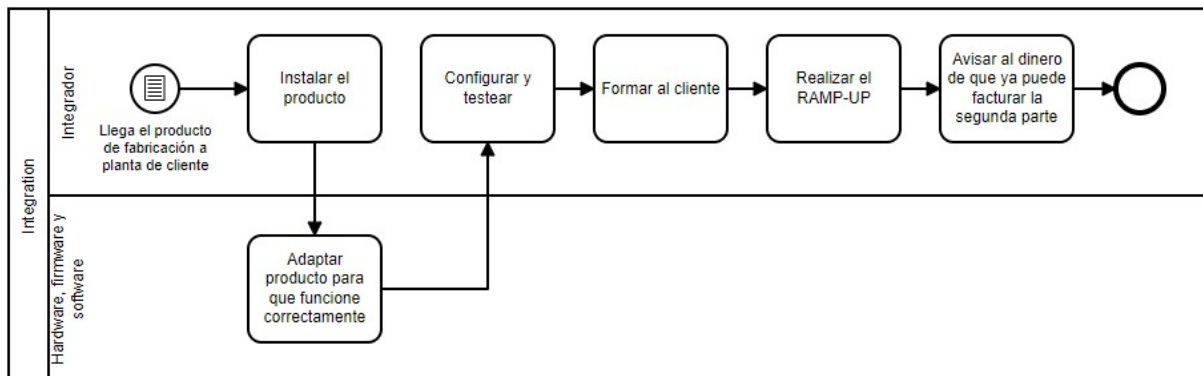 Integration
Integrador
Llega el producto
de fabricación a
planta de cliente
Instalar el
producto
Configurar y
testear
Formar al cliente
Realizar el
RAMP-UP
Avisar al dinero
de que ya puede
facturar la
segunda parte
Hardware, firmware y
software
Adaptar
producto para
que funcione
correctamente